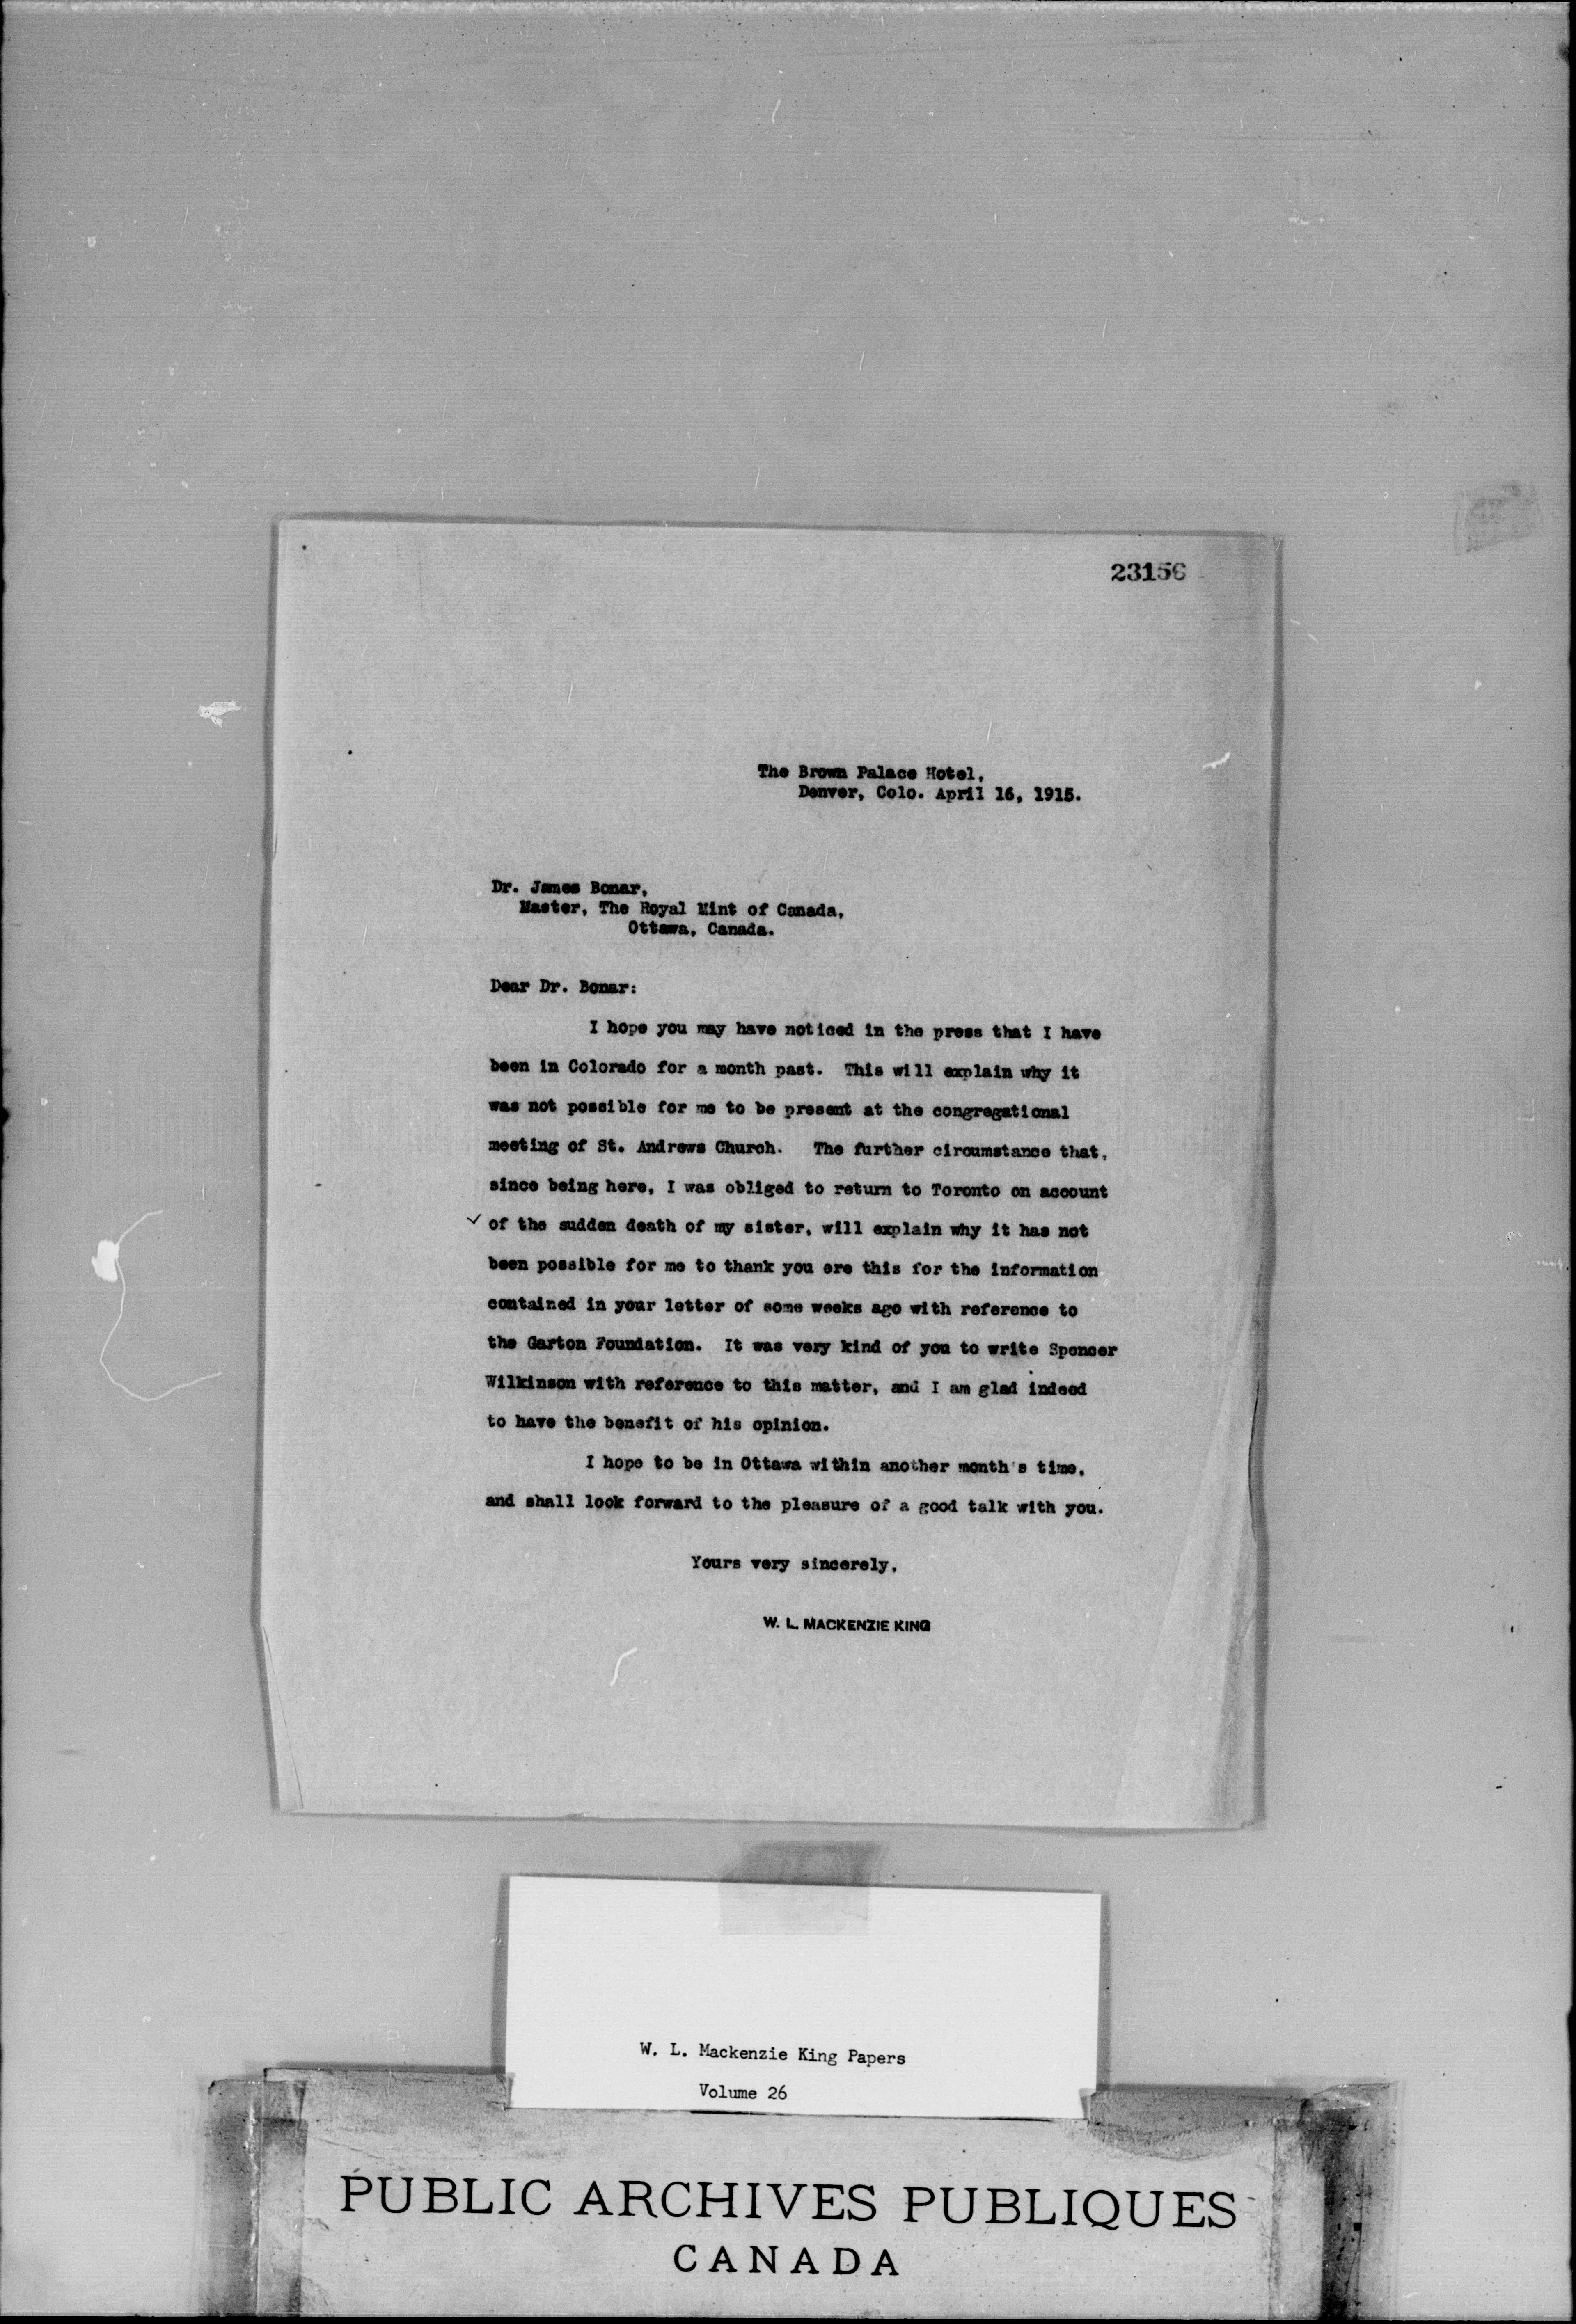 23156
The Brown Palace Hotel,
Denver, Colo. April 16, 1915.
Dr. James Bonar,
Master, The Royal Mint of Canada,
Ottawa, Canada.
Dear Dr. Bonar:
I hope you may have noticed in the press that I have
been in Colorado for a month past. This will explain why it
was not possible for me to be present at the congregational
meeting of St. Andrews Church. The further circumstance that,
since being here, I was obliged to return to Toronto on account
✓ of the sudden death of my sister, will explain why it has not
been possible for me to thank you ere this for the information
contained in your letter of some weeks ago with reference to
the Garton Foundation. It was very kind of you to write Spencer
Wilkinson with reference to this matter, and I am glad indeed
to have the benefit of his opinion.
I hope to be in Ottawa within another month's time,
and shall look forward to the pleasure of a good talk with you.
Yours very sincerely,
W. L. MACKENZIE KING
W. L. Mackenzie King Papers
Volume 26
PUBLIC ARCHIVES PUBLIQUES
CANADA